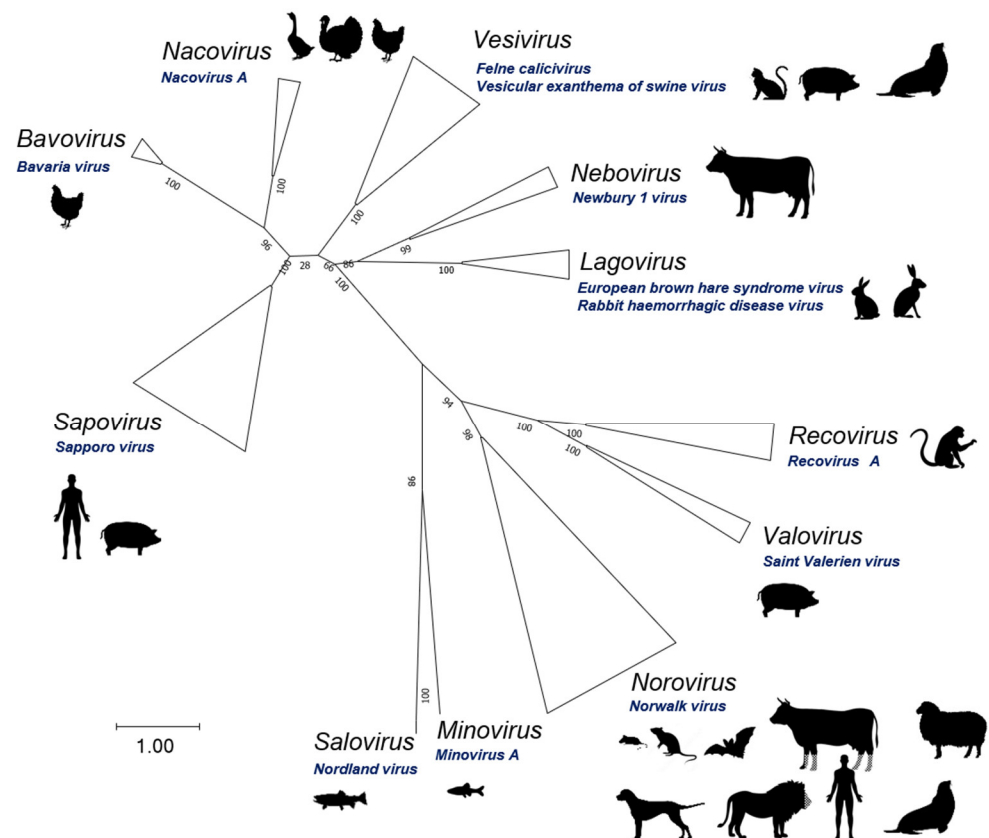 Nacovirus
Nacovirus A
Vesivirus
Felne calicivirus
Vesicular exanthema of swine virus
Bavovirus
Bavaria virus
100
100
100
Nebovirus
Newbury 1 virus
96
99
100
28
66
86
100
100
Lagovirus
European brown hare syndrome virus
Rabbit haemorrhagic disease virus
Sapovirus
Sapporo virus
94
98
100
100
100
Recovirus
Recovirus A
86
Valovirus
Saint Valerien virus
100
Norovirus
Norwalk virus
Salovirus
Nordland virus
Minovirus
Minovirus A
1.00